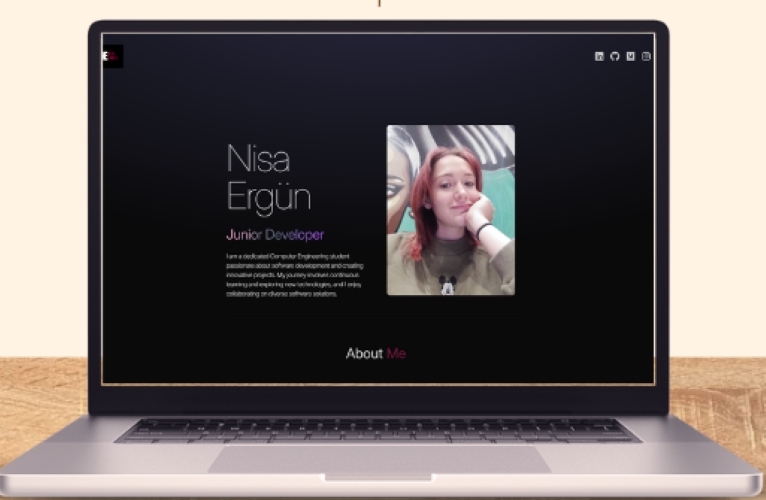 Nisa
Ergün
Junior Developer
I am a dedicated Computer Engineering student
passionate about software development and creating
innovative projects. My journey involves continuous
learning and exploring new technologies, and I enjoy
collaborating on diverse software solutions.
About Me